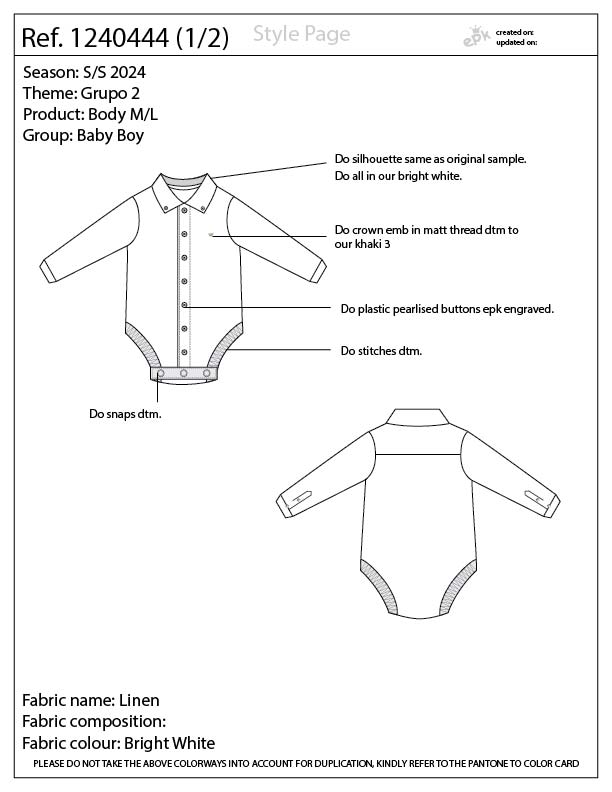 Ref. 1240444 (1/2)
Style Page
epk
created on:
updated on:
Season: S/S 2024
Theme: Grupo 2
Product: Body M/L
Group: Baby Boy
Do silhouette same as original sample.
Do all in our bright white.
Do crown emb in matt thread dtm to
our khaki 3
Do plastic pearlised buttons epk engraved.
Do stitches dtm.
Do snaps dtm.
Fabric name: Linen
Fabric composition:
Fabric colour: Bright White
PLEASE DO NOT TAKE THE ABOVE COLORWAYS INTO ACCOUNT FOR DUPLICATION, KINDLY REFER TO THE PANTONE TO COLOR CARD